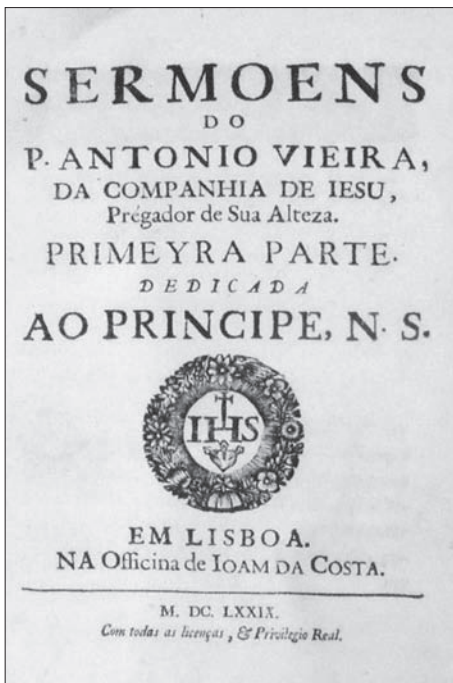 SERMOENS
DO
P. ANTONIO VIEIRA,
DA COMPANHIA DE IESU,
Prégador de Sua Alteza.
PRIMEYRA PARTE.
DEDICADA
AO PRINCIPE, N. S.
IHS
EM LISBOA.
NA Officina de IOAM DA COSTA.
M. DC. LXXIX.
Com todas as licenças, & Privilegio Real.